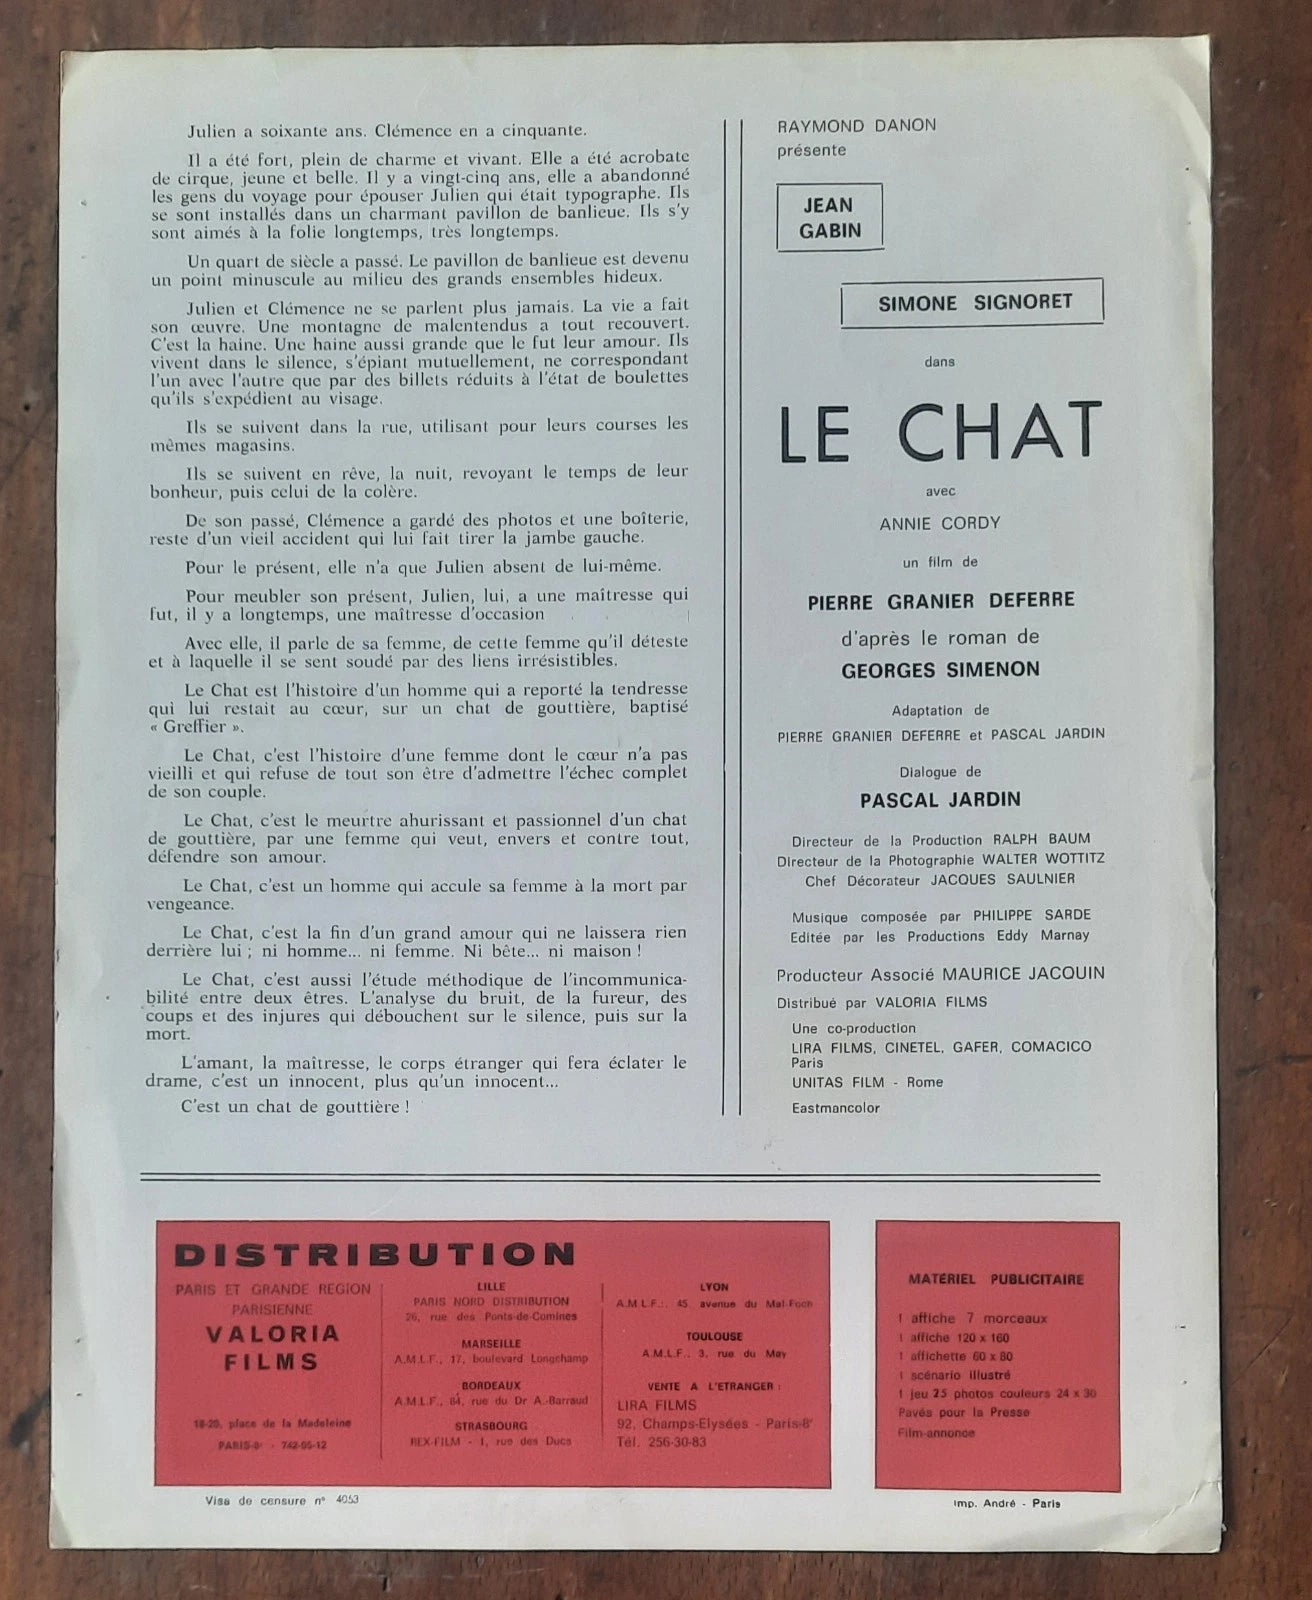 Julien a soixante ans. Clémence en a cinquante.
Il a été fort, plein de charme et vivant. Elle a été acrobate
de cirque, jeune et belle. Il y a vingt-cinq ans, elle a abandonné
les gens du voyage pour épouser Julien qui était typographe. Ils
se sont installés dans un charmant pavillon de banlieue. Ils s'y
sont aimés à la folie longtemps, très longtemps.
Un quart de siècle a passé. Le pavillon de banlieue est devenu
un point minuscule au milieu des grands ensembles hideux.
Julien et Clémence ne se parlent plus jamais. La vie a fait
son œuvre. Une montagne de malentendus a tout recouvert.
C'est la haine. Une haine aussi grande que le fut leur amour. Ils
vivent dans le silence, s'épiant mutuellement, ne correspondant
l'un avec l'autre que par des billets réduits à l'état de boulettes
qu'ils s'expédient au visage.
Ils se suivent dans la rue, utilisant pour leurs courses les
mêmes magasins.
Ils se suivent en rêve, la nuit, revoyant le temps de leur
bonheur, puis celui de la colère.
De son passé, Clémence a gardé des photos et une boîterie,
reste d'un vieil accident qui lui fait tirer la jambe gauche.
Pour le présent, elle n'a que Julien absent de lui-même.
Pour meubler son présent, Julien, lui, a une maîtresse qui
fut, il y a longtemps, une maîtresse d'occasion
Avec elle, il parle de sa femme, de cette femme qu'il déteste
et à laquelle il se sent soudé par des liens irrésistibles.
Le Chat est l'histoire d'un homme qui a reporté la tendresse
qui lui restait au cœur, sur un chat de gouttière, baptisé
« Greffier ».
Le Chat, c'est l'histoire d'une femme dont le cœur n'a pas
vieilli et qui refuse de tout son être d'admettre l'échec complet
de son couple.
Le Chat, c'est le meurtre ahurissant et passionnel d'un chat
de gouttière, par une femme qui veut, envers et contre tout,
défendre son amour.
Le Chat, c'est un homme qui accule sa femme à la mort par
vengeance.
Le Chat, c'est la fin d'un grand amour qui ne laissera rien
derrière lui ; ni homme... ni femme. Ni bête... ni maison !
Le Chat, c'est aussi l'étude méthodique de l'incommunica-
bilité entre deux êtres. L'analyse du bruit, de la fureur, des
coups et des injures qui débouchent sur le silence, puis sur la
mort.
L'amant, la maîtresse, le corps étranger qui fera éclater le
drame, c'est un innocent, plus qu'un innocent...
C'est un chat de gouttière !
RAYMOND DANON
présente
JEAN
GABIN
SIMONE SIGNORET
dans
LE CHAT
avec
ANNIE CORDY
un film de
PIERRE GRANIER DEFERRE
d'après le roman de
GEORGES SIMENON
Adaptation de
PIERRE GRANIER DEFERRE et PASCAL JARDIN
Dialogue de
PASCAL JARDIN
Directeur de la Production RALPH BAUM
Directeur de la Photographie WALTER WOTTITZ
Chef Décorateur JACQUES SAULNIER
Musique composée par PHILIPPE SARDE
Editée par les Productions Eddy Marnay
Producteur Associé MAURICE JACQUIN
Distribué par VALORIA FILMS
Une co-production
LIRA FILMS, CINETEL, GAFER, COMACICO
Paris
UNITAS FILM - Rome
Eastmancolor
DISTRIBUTION
PARIS ET GRANDE REGION
PARISIENNE
VALORIA
FILMS
place de la Madeleine
PARIS-8e - 742-95-12
LILLE
PARIS NORD DISTRIBUTION
26, rue des Ponts-de-Comines
MARSEILLE
A.M.L.F., 17, boulevard Longchamp
BORDEAUX
A.M.L.F., 84, rue du Dr A.-Barraud
STRASBOURG
REX-FILM - 1, rue des Ducs
LYON
A.M.L.F., 45 avenue du Mal-Foch
TOULOUSE
A.M.L.F., 3, rue du May
VENTE A L'ETRANGER :
LIRA FILMS
92, Champs-Elysées - Paris-8e
Tél. 256-30-83
MATERIEL PUBLICITAIRE
1 affiche 7 morceaux
1 affiche 120 x 160
1 affichette 60 x 80
1 scénario illustré
1 jeu 25 photos couleurs 24 x 30
Pavés pour la Presse
Film-annonce
Visa de censure n° 4053
Imp. André - Paris